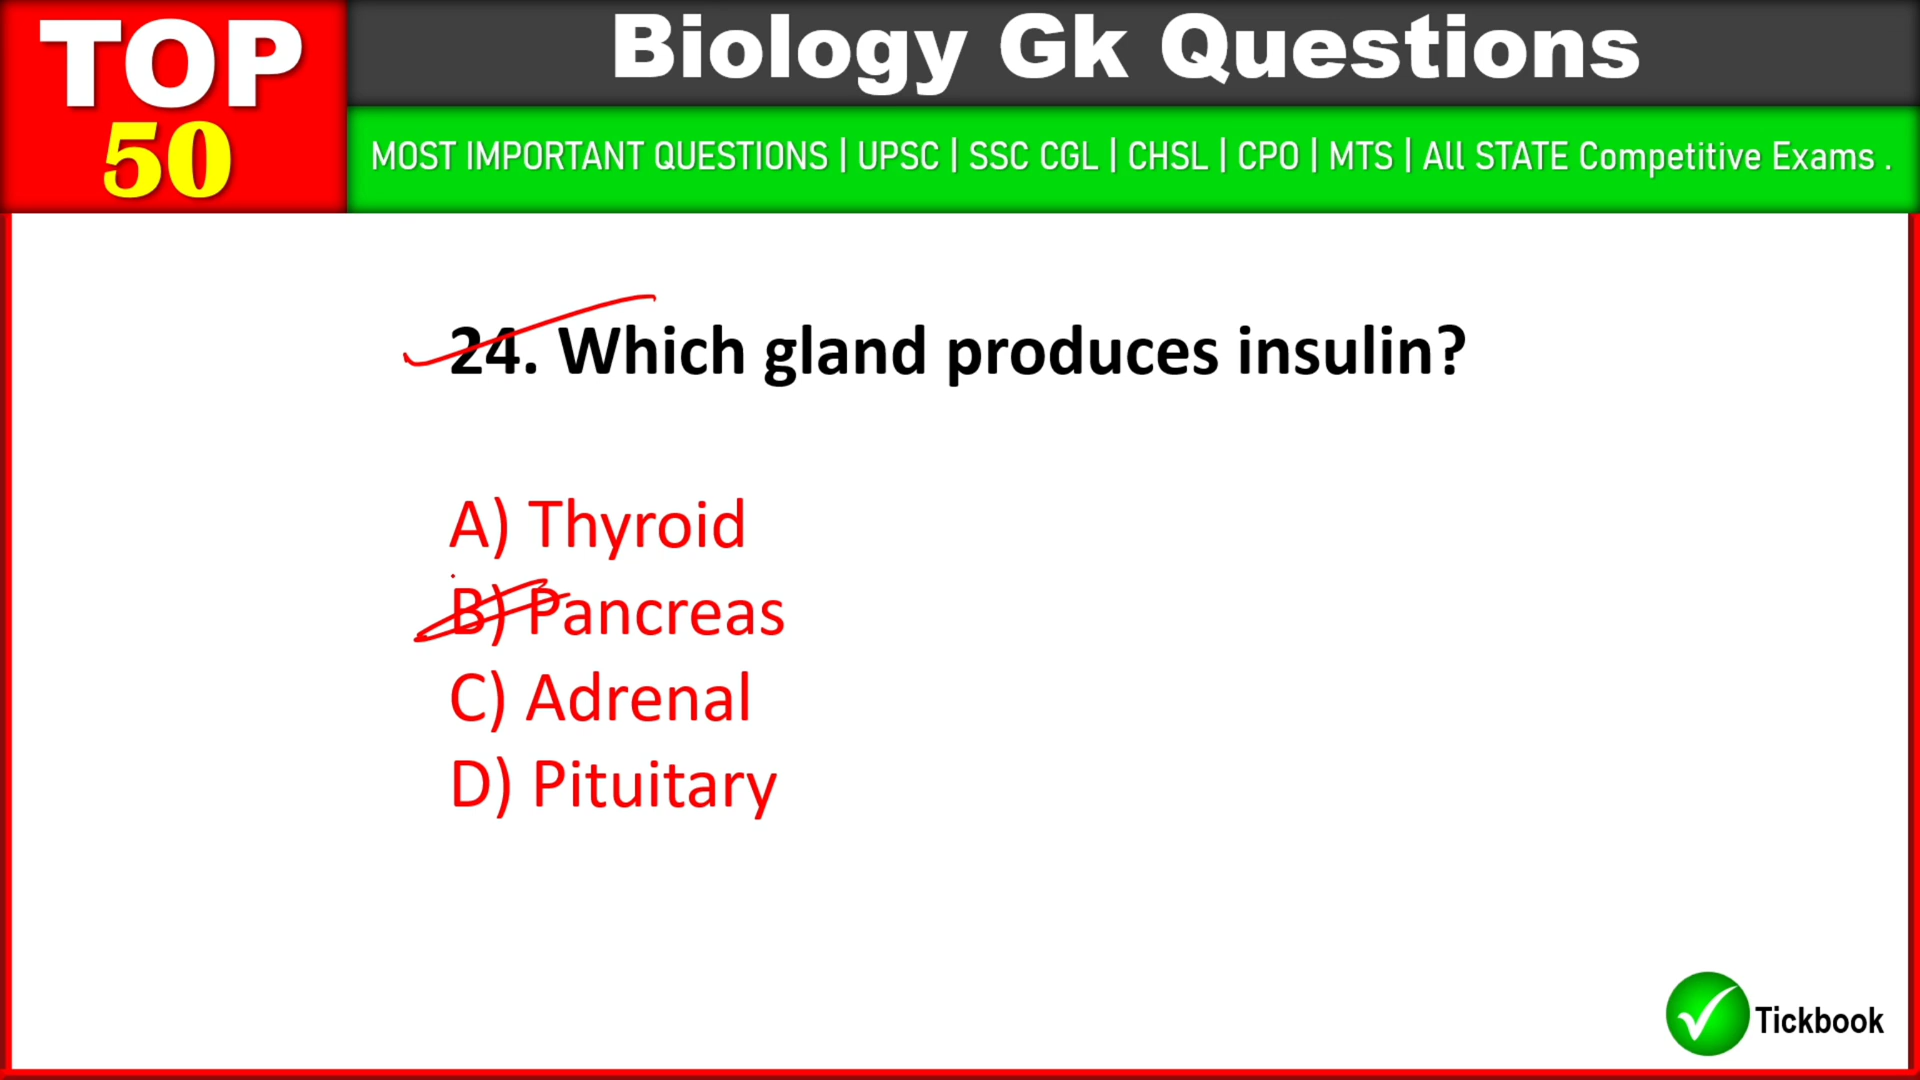 TOP
50
Biology Gk Questions
MOST IMPORTANT QUESTIONS | UPSC | SSC CGL | CHSL | CPO | MTS | All STATE Competitive Exams .
24. Which gland produces insulin?
A) Thyroid
B) Pancreas
C) Adrenal
D) Pituitary
Tickbook